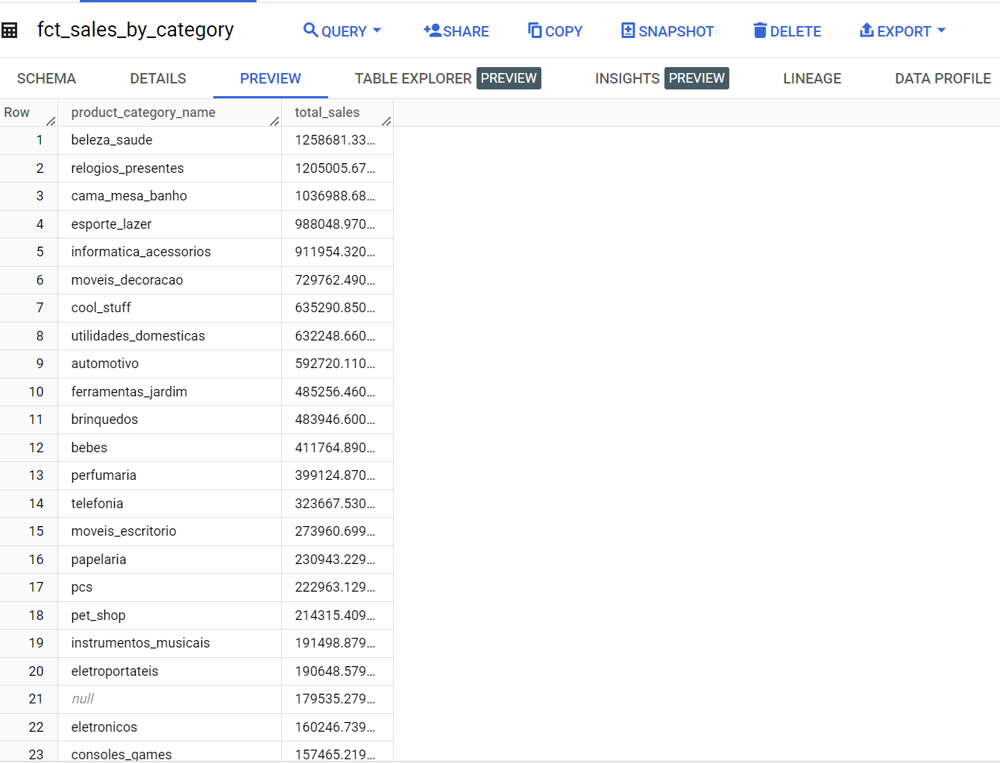 fct_sales_by_category QUERY SHARE COPY SNAPSHOT DELETE EXPORT
SCHEMA DETAILS PREVIEW TABLE EXPLORER PREVIEW INSIGHTS PREVIEW LINEAGE DATA PROFILE
Row product_category_name total_sales
1 beleza_saude 1258681.33...
2 relogios_presentes 1205005.67...
3 cama_mesa_banho 1036988.68...
4 esporte_lazer 988048.970...
5 informatica_acessorios 911954.320...
6 moveis_decoracao 729762.490...
7 cool_stuff 635290.850...
8 utilidades_domesticas 632248.660...
9 automotivo 592720.110...
10 ferramentas_jardim 485256.460...
11 brinquedos 483946.600...
12 bebes 411764.890...
13 perfumaria 399124.870...
14 telefonia 323667.530...
15 moveis_escritorio 273960.699...
16 papelaria 230943.229...
17 pcs 222963.129...
18 pet_shop 214315.409...
19 instrumentos_musicais 191498.879...
20 eletroportateis 190648.579...
21 null 179535.279...
22 eletronicos 160246.739...
23 consoles_games 157465.219...